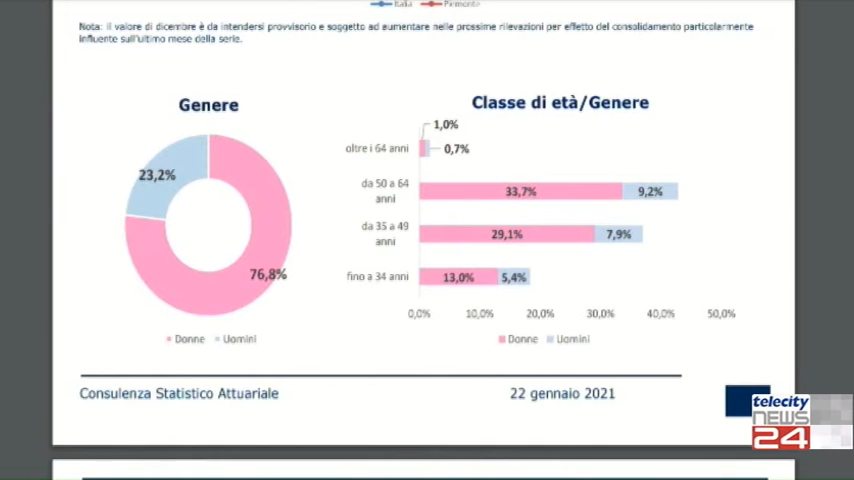 Italia Piemonte
Nota: il valore di dicembre è da intendersi provvisorio e soggetto ad aumentare nelle prossime rilevazioni per effetto del consolidamento particolarmente
influente sull'ultimo mese della serie.
Genere
Classe di età/Genere
23,2%
76,8%
Donne Uomini
1,0%
oltre i 64 anni 0,7%
da 50 a 64
anni
33,7% 9,2%
da 35 a 49
anni
29,1% 7,9%
fino a 34 anni 13,0% 5,4%
0,0% 10,0% 20,0% 30,0% 40,0% 50,0%
Donne Uomini
Consulenza Statistico Attuariale 22 gennaio 2021
telecity
NEWS
24